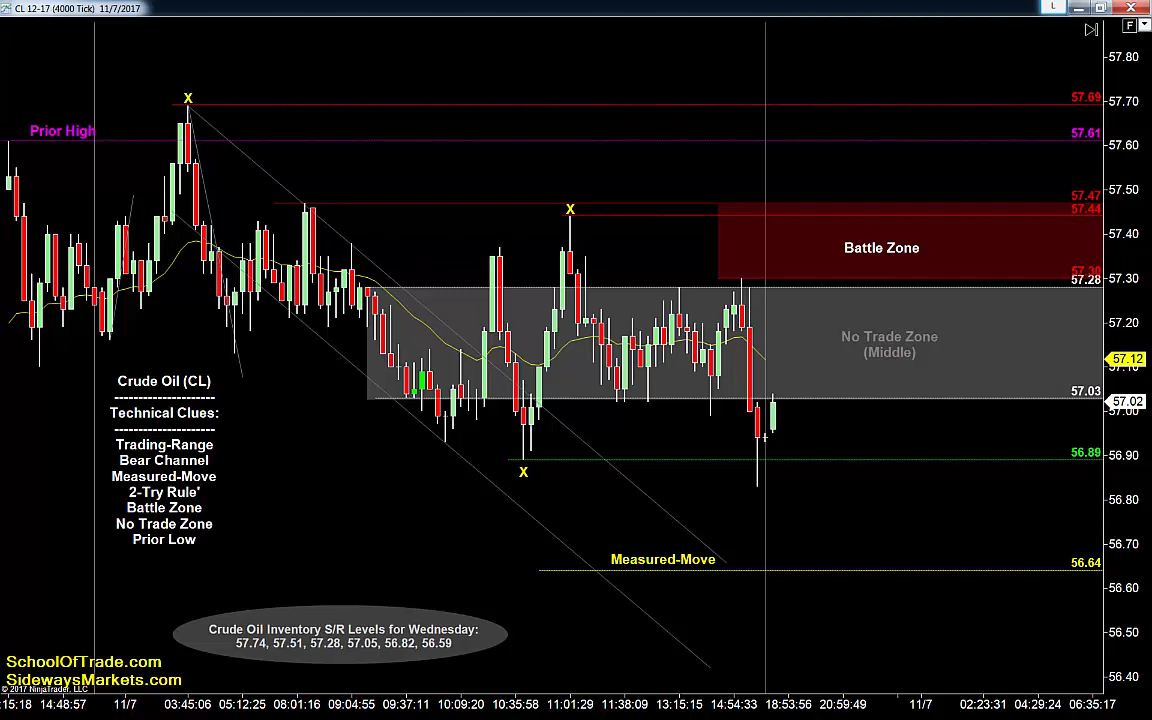 CL 12-17 (4000 Tick) 11/7/2017
L
F
X
57.80
57.69
57.70
Prior High
57.61
57.60
57.50
57.47
57.44
X
57.40
Battle Zone
57.30
57.28
57.30
57.20
No Trade Zone
(Middle)
57.12
57.03
57.02
57.00
Crude Oil (CL)
--------------------
Technical Clues:
--------------------
Trading-Range
Bear Channel
Measured-Move
2-Try Rule'
Battle Zone
No Trade Zone
Prior Low
56.89
56.90
X
56.80
56.70
Measured-Move
56.64
56.60
Crude Oil Inventory S/R Levels for Wednesday:
57.74, 57.51, 57.28, 57.05, 56.82, 56.59
56.50
56.40
SchoolOfTrade.com
SidewaysMarkets.com
© 2017 NinjaTrader, LLC
:15:18 14:48:57 11/7 03:45:06 05:12:25 08:01:16 09:04:55 09:37:11 10:09:20 10:35:58 11:01:29 11:38:09 13:15:15 14:54:33 18:53:56 20:59:49 11/7 02:23:31 04:29:24 06:35:17